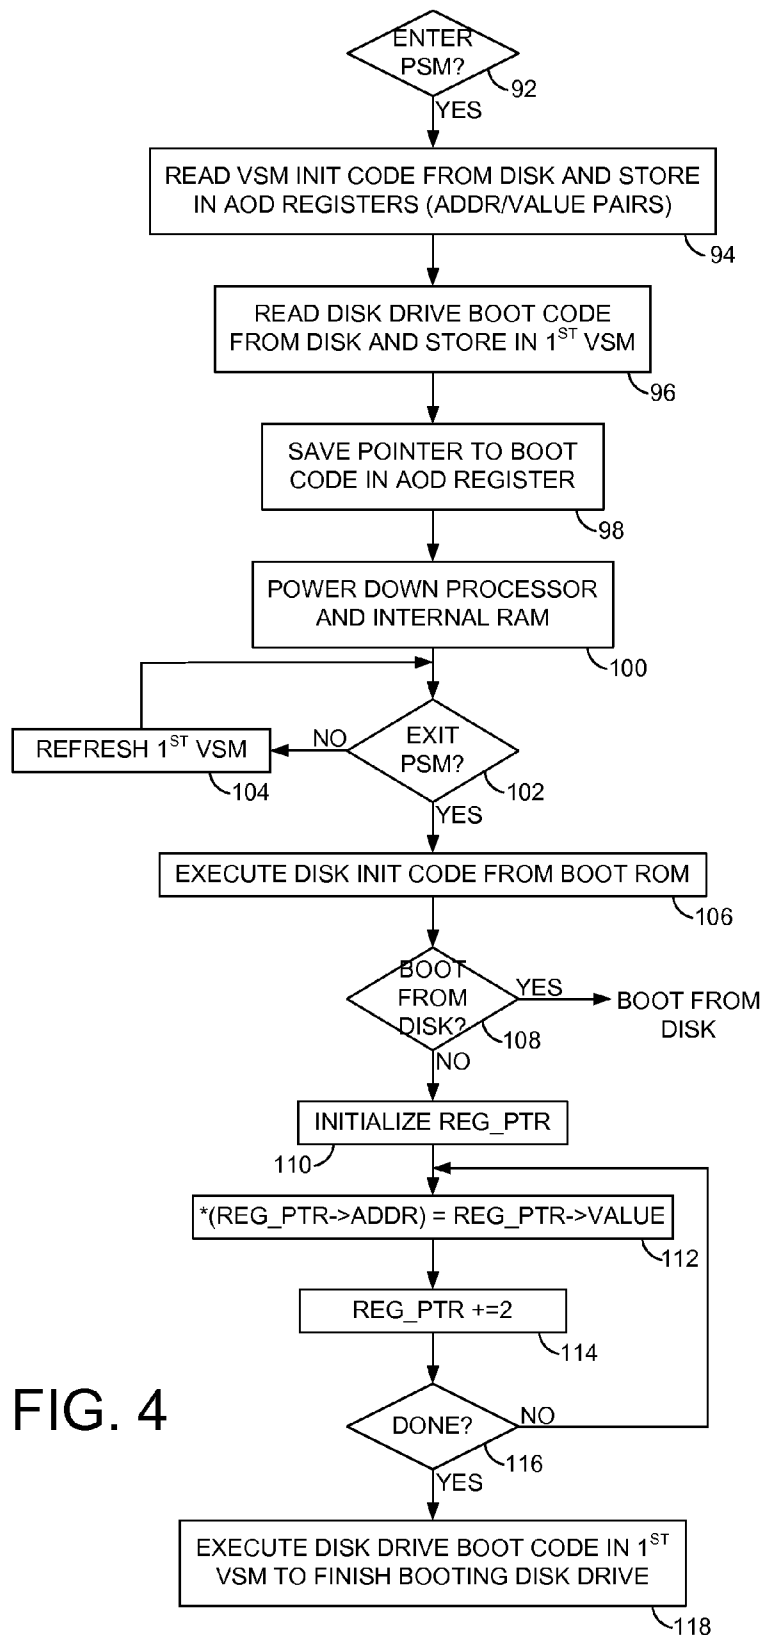 ENTER
PSM?
92
YES
READ VSM INIT CODE FROM DISK AND STORE
IN AOD REGISTERS (ADDR/VALUE PAIRS)
94
READ DISK DRIVE BOOT CODE
FROM DISK AND STORE IN 1ST VSM
96
SAVE POINTER TO BOOT
CODE IN AOD REGISTER
98
POWER DOWN PROCESSOR
AND INTERNAL RAM
100
REFRESH 1ST VSM
104
NO
EXIT
PSM?
102
YES
EXECUTE DISK INIT CODE FROM BOOT ROM
106
BOOT
FROM
DISK?
108
YES
BOOT FROM
DISK
NO
INITIALIZE REG_PTR
110
*(REG_PTR->ADDR) = REG_PTR->VALUE
112
REG_PTR +=2
114
FIG. 4
DONE?
NO
116
YES
EXECUTE DISK DRIVE BOOT CODE IN 1ST
VSM TO FINISH BOOTING DISK DRIVE
118